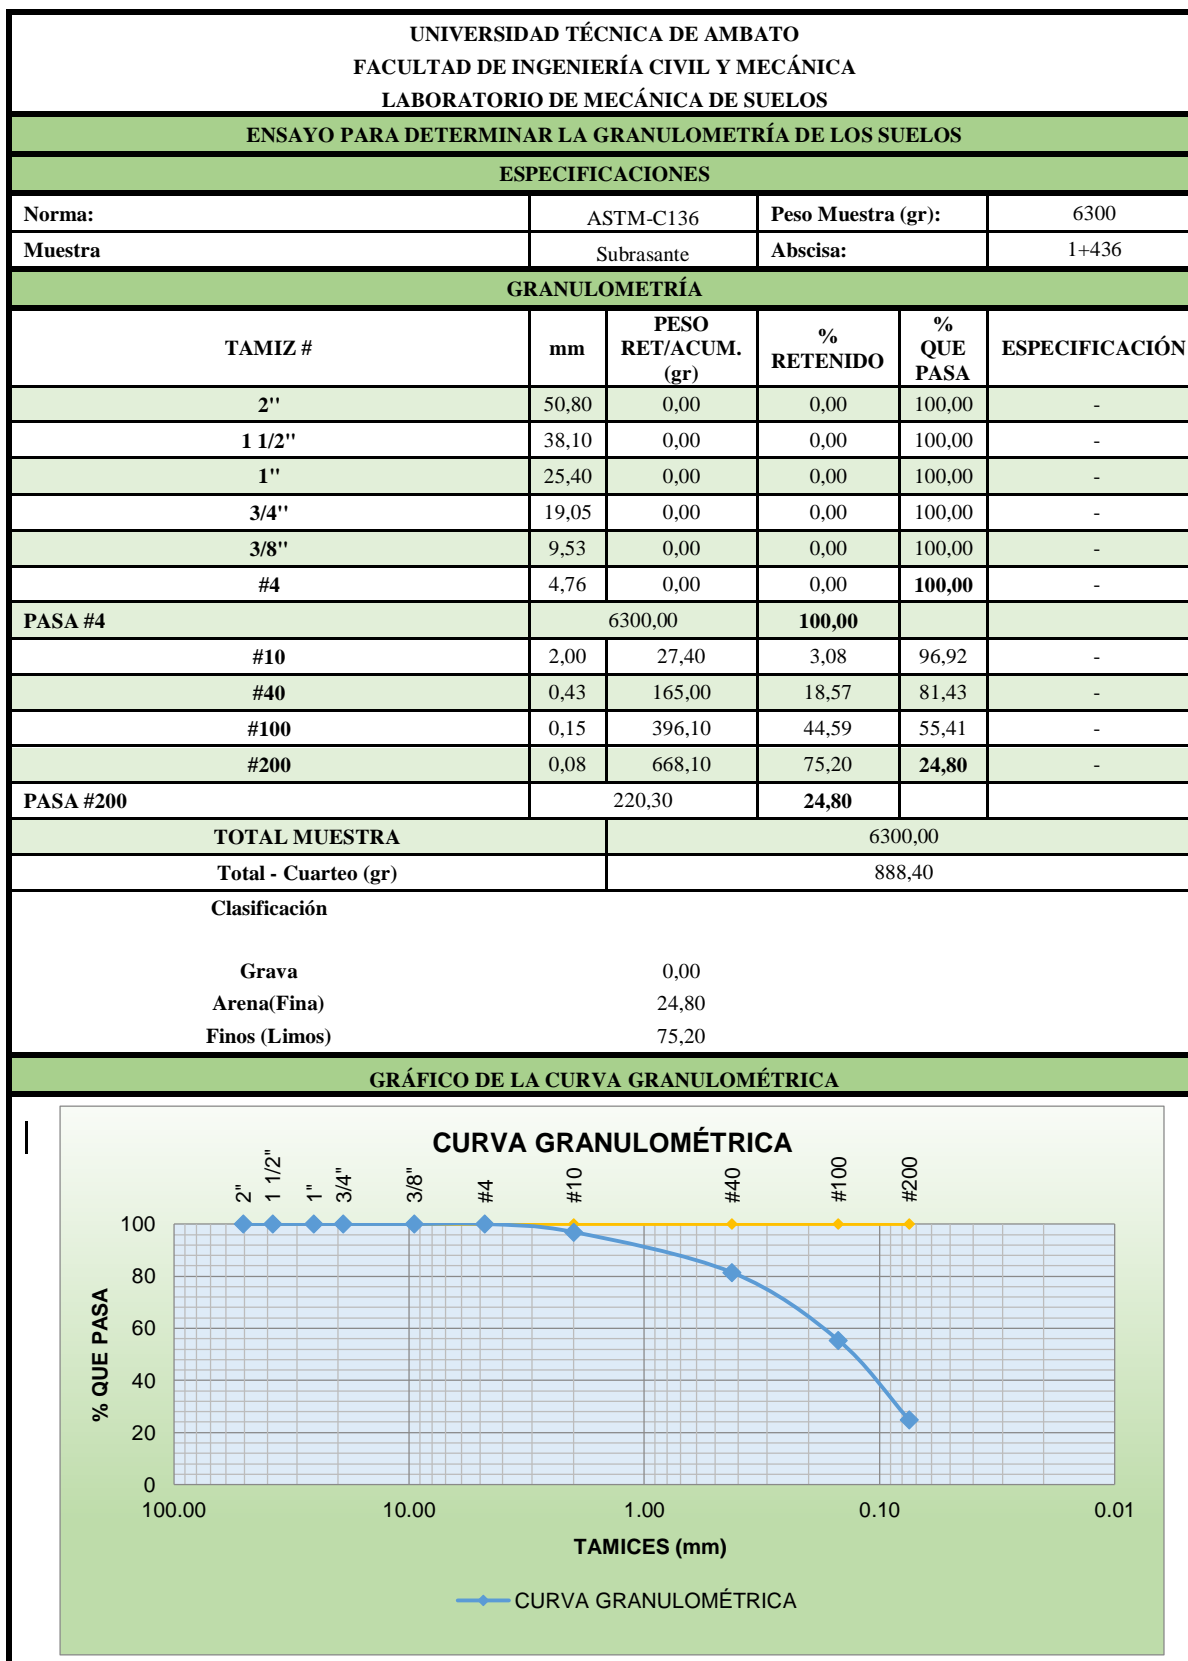 UNIVERSIDAD TÉCNICA DE AMBATO
FACULTAD DE INGENIERÍA CIVIL Y MECÁNICA
LABORATORIO DE MECÁNICA DE SUELOS
ENSAYO PARA DETERMINAR LA GRANULOMETRÍA DE LOS SUELOS
ESPECIFICACIONES
Norma: ASTM-C136 Peso Muestra (gr): 6300
Muestra Subrasante Abscisa: 1+436
GRANULOMETRÍA
TAMIZ # mm PESO RET/ACUM. (gr) % RETENIDO % QUE PASA ESPECIFICACIÓN
2'' 50,80 0,00 0,00 100,00 -
1 1/2'' 38,10 0,00 0,00 100,00 -
1'' 25,40 0,00 0,00 100,00 -
3/4'' 19,05 0,00 0,00 100,00 -
3/8'' 9,53 0,00 0,00 100,00 -
#4 4,76 0,00 0,00 100,00 -
PASA #4 6300,00 100,00
#10 2,00 27,40 3,08 96,92 -
#40 0,43 165,00 18,57 81,43 -
#100 0,15 396,10 44,59 55,41 -
#200 0,08 668,10 75,20 24,80 -
PASA #200 220,30 24,80
TOTAL MUESTRA 6300,00
Total - Cuarteo (gr) 888,40
Clasificación
Grava 0,00
Arena(Fina) 24,80
Finos (Limos) 75,20
GRÁFICO DE LA CURVA GRANULOMÉTRICA
CURVA GRANULOMÉTRICA
2" 1 1/2" 1" 3/4" 3/8" #4 #10 #40 #100 #200
100
80
60
40
20
0
% QUE PASA
100.00 10.00 1.00 0.10 0.01
TAMICES (mm)
CURVA GRANULOMÉTRICA